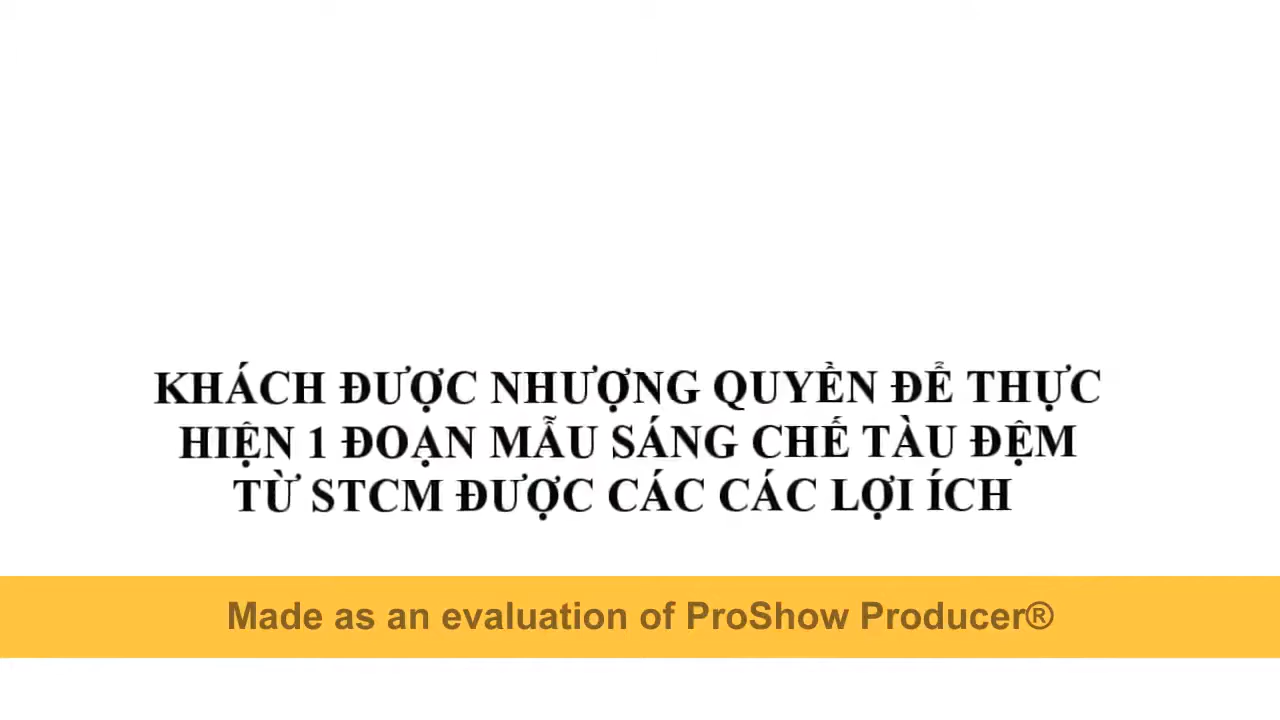 KHÁCH ĐƯỢC NHƯỢNG QUYỀN ĐỂ THỰC
HIỆN 1 ĐOẠN MẪU SÁNG CHẾ TÀU ĐỆM
TỪ STCM ĐƯỢC CÁC CÁC LỢI ÍCH
Made as an evaluation of ProShow Producer®